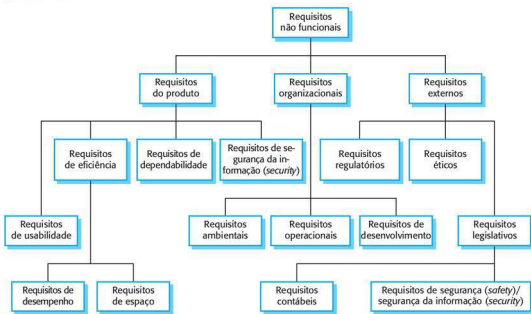 Requisitos
não funcionais
Requisitos
do produto
Requisitos
organizacionais
Requisitos
externos
Requisitos
de eficiência
Requisitos de
dependabilidade
Requisitos de se-
gurança da in-
formação (security)
Requisitos
regulatórios
Requisitos
éticos
Requisitos
de usabilidade
Requisitos
ambientais
Requisitos
operacionais
Requisitos de
desenvolvimento
Requisitos
legislativos
Requisitos de
desempenho
Requisitos
de espaço
Requisitos
contábeis
Requisitos de segurança (safety)/
segurança da informação (security)